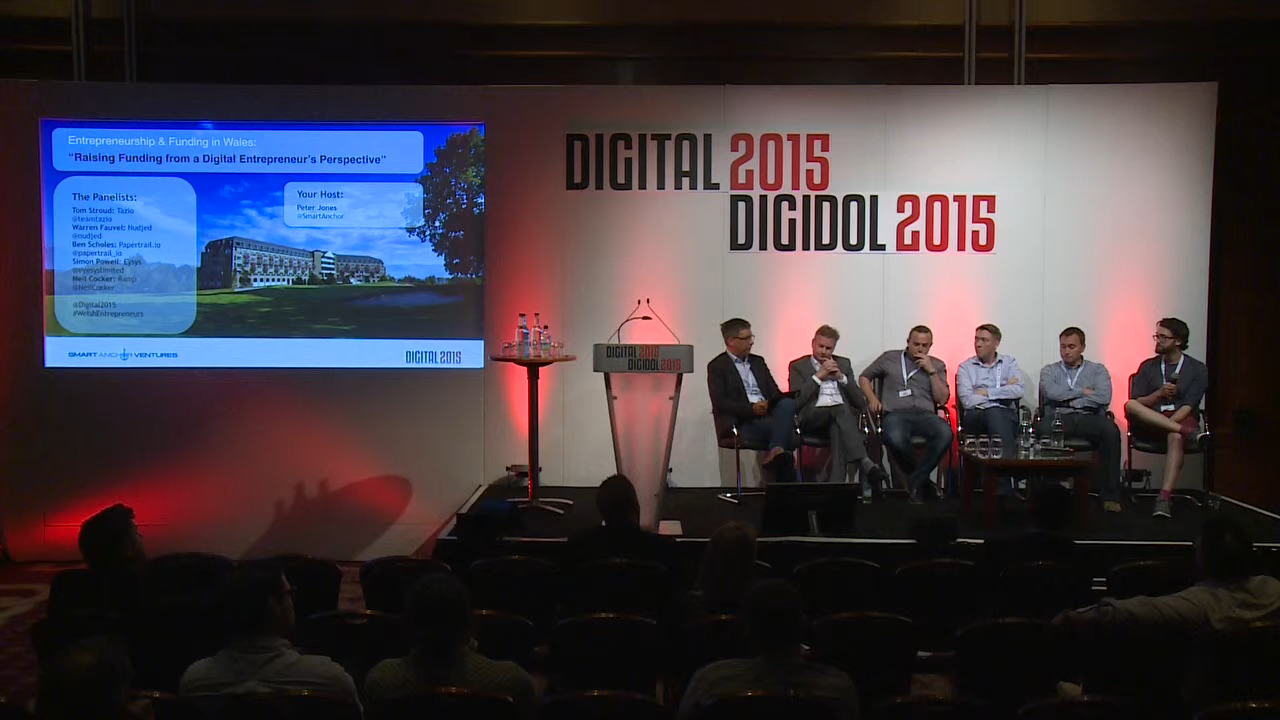 Entrepreneurship & Funding in Wales:
"Raising Funding from a Digital Entrepreneur's Perspective"
The Panelists:
Tom Stroud: Tazio
@teamtazio
Warren Fauvel: Nudjed
@nudjed
Ben Scholes: Papertrail.io
@papertrail_io
Simon Powell: Eysys
@eyesyslimited
Neil Cocker: Ramp
@NeilCocker
@Digital2015
#WelshEntrepreneurs
Your Host:
Peter Jones
@SmartAnchor
SMART ANCHOR VENTURES
DIGITAL 2015
DIGITAL 2015
DIGIDOL 2015
DIGITAL 2015
DIGIDOL 2015